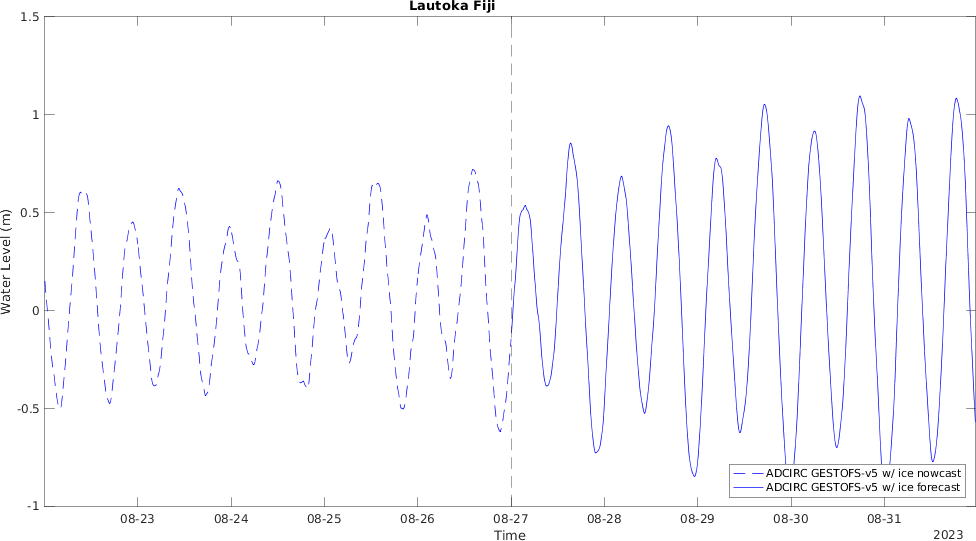 Lautoka Fiji
1.5
1
0.5
0
-0.5
-1
Water Level (m)
ADCIRC GESTOFS-v5 w/ ice nowcast
ADCIRC GESTOFS-v5 w/ ice forecast
08-23 08-24 08-25 08-26 08-27 08-28 08-29 08-30 08-31
Time
2023